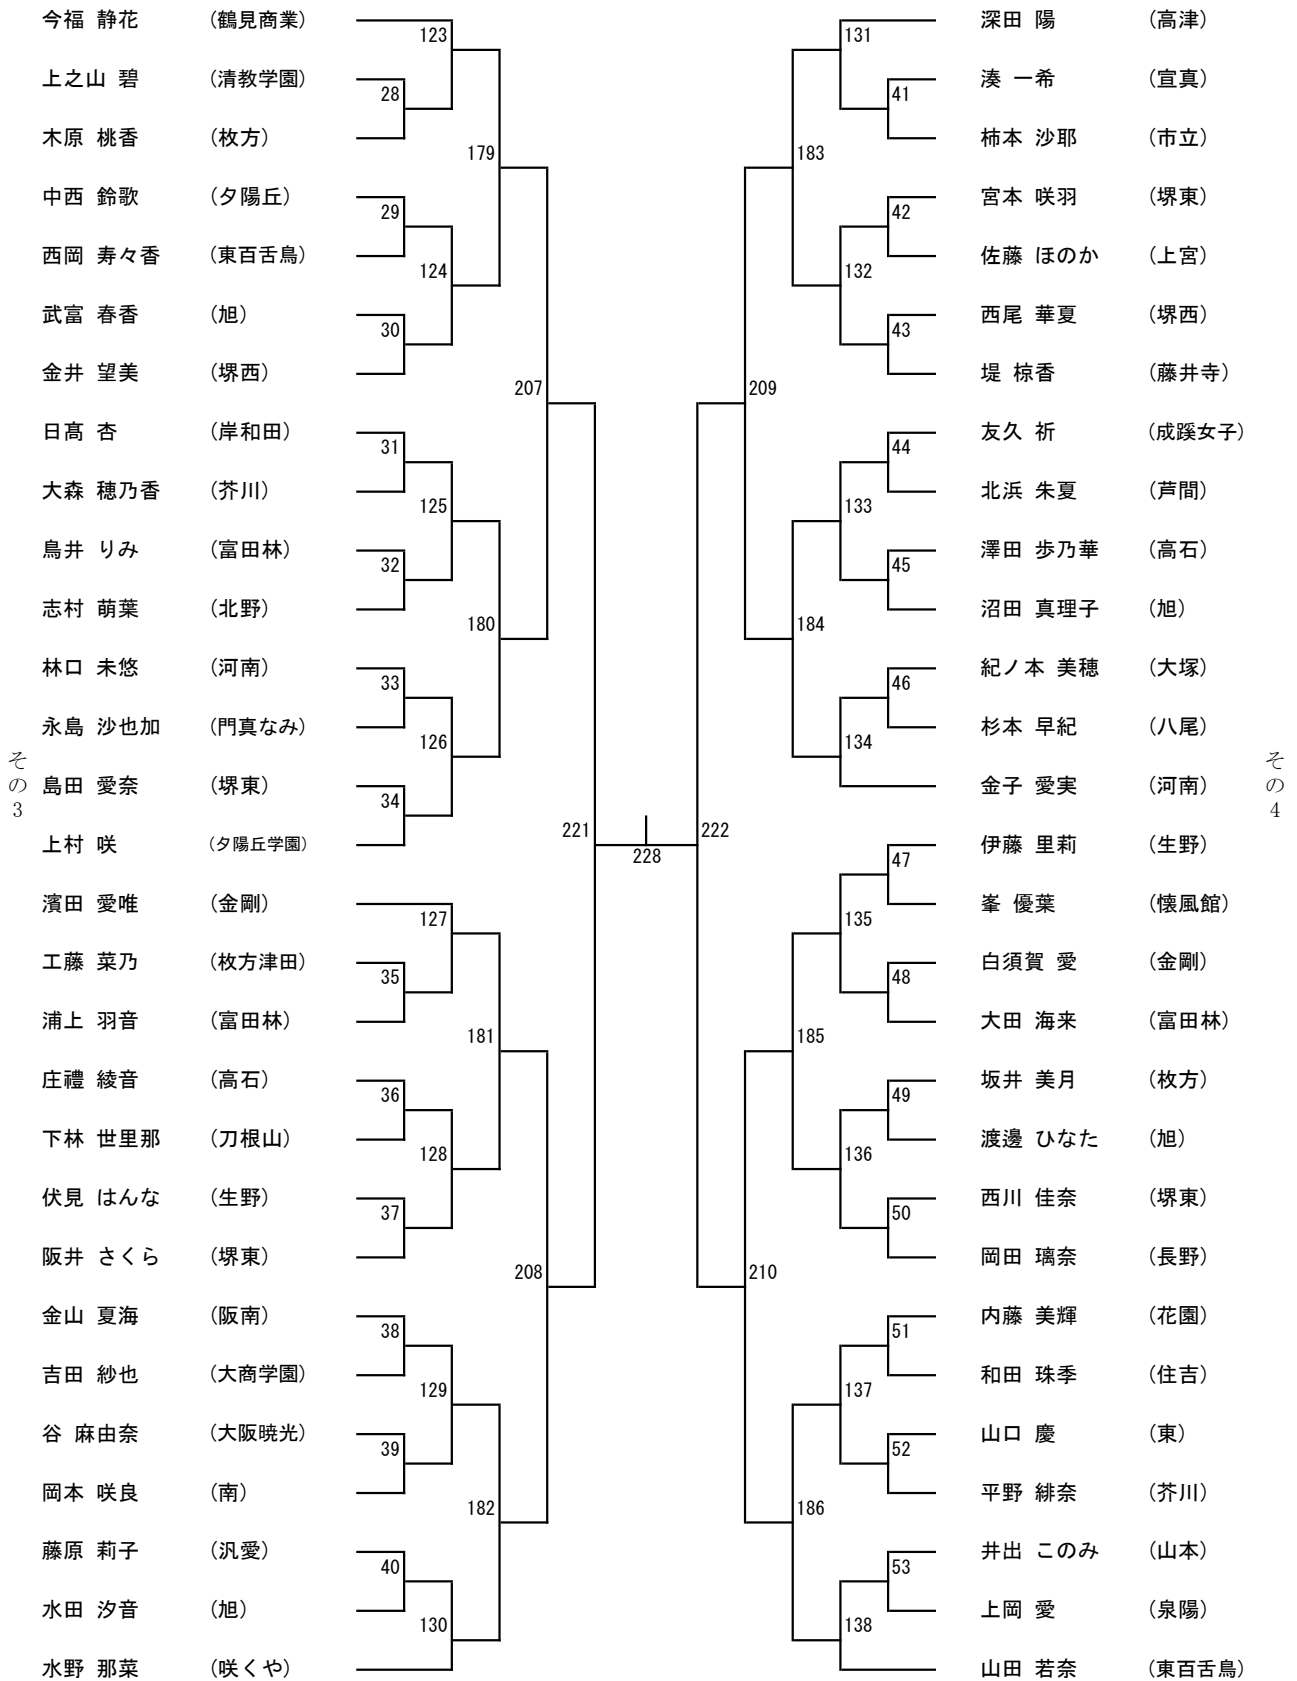 今福 静花 (鶴見商業)
123
上之山 碧 (清教学園)
28
木原 桃香 (枚方)
179
中西 鈴歌 (夕陽丘)
29
西岡 寿々香 (東百舌鳥)
124
武富 春香 (旭)
30
金井 望美 (堺西)
207
日髙 杏 (岸和田)
31
大森 穂乃香 (芥川)
125
鳥井 りみ (富田林)
32
志村 萌葉 (北野)
180
林口 未悠 (河南)
33
永島 沙也加 (門真なみ)
126
その3
島田 愛奈 (堺東)
34
上村 咲 (夕陽丘学園)
221
228
濱田 愛唯 (金剛)
127
工藤 菜乃 (枚方津田)
35
浦上 羽音 (富田林)
181
庄禮 綾音 (高石)
36
下林 世里那 (刀根山)
128
伏見 はんな (生野)
37
阪井 さくら (堺東)
208
金山 夏海 (阪南)
38
吉田 紗也 (大商学園)
129
谷 麻由奈 (大阪暁光)
39
岡本 咲良 (南)
182
藤原 莉子 (汎愛)
40
水田 汐音 (旭)
130
水野 那菜 (咲くや)
深田 陽 (高津)
131
湊 一希 (宣真)
41
柿本 沙耶 (市立)
183
宮本 咲羽 (堺東)
42
佐藤 ほのか (上宮)
132
西尾 華夏 (堺西)
43
堤 椋香 (藤井寺)
209
友久 祈 (成蹊女子)
44
北浜 朱夏 (芦間)
133
澤田 歩乃華 (高石)
45
沼田 真理子 (旭)
184
紀ノ本 美穂 (大塚)
46
杉本 早紀 (八尾)
134
その4
金子 愛実 (河南)
222
伊藤 里莉 (生野)
47
峯 優葉 (懐風館)
135
白須賀 愛 (金剛)
48
大田 海来 (富田林)
185
坂井 美月 (枚方)
49
渡邊 ひなた (旭)
136
西川 佳奈 (堺東)
50
岡田 璃奈 (長野)
210
内藤 美輝 (花園)
51
和田 珠季 (住吉)
137
山口 慶 (東)
52
平野 緋奈 (芥川)
186
井出 このみ (山本)
53
上岡 愛 (泉陽)
138
山田 若奈 (東百舌鳥)